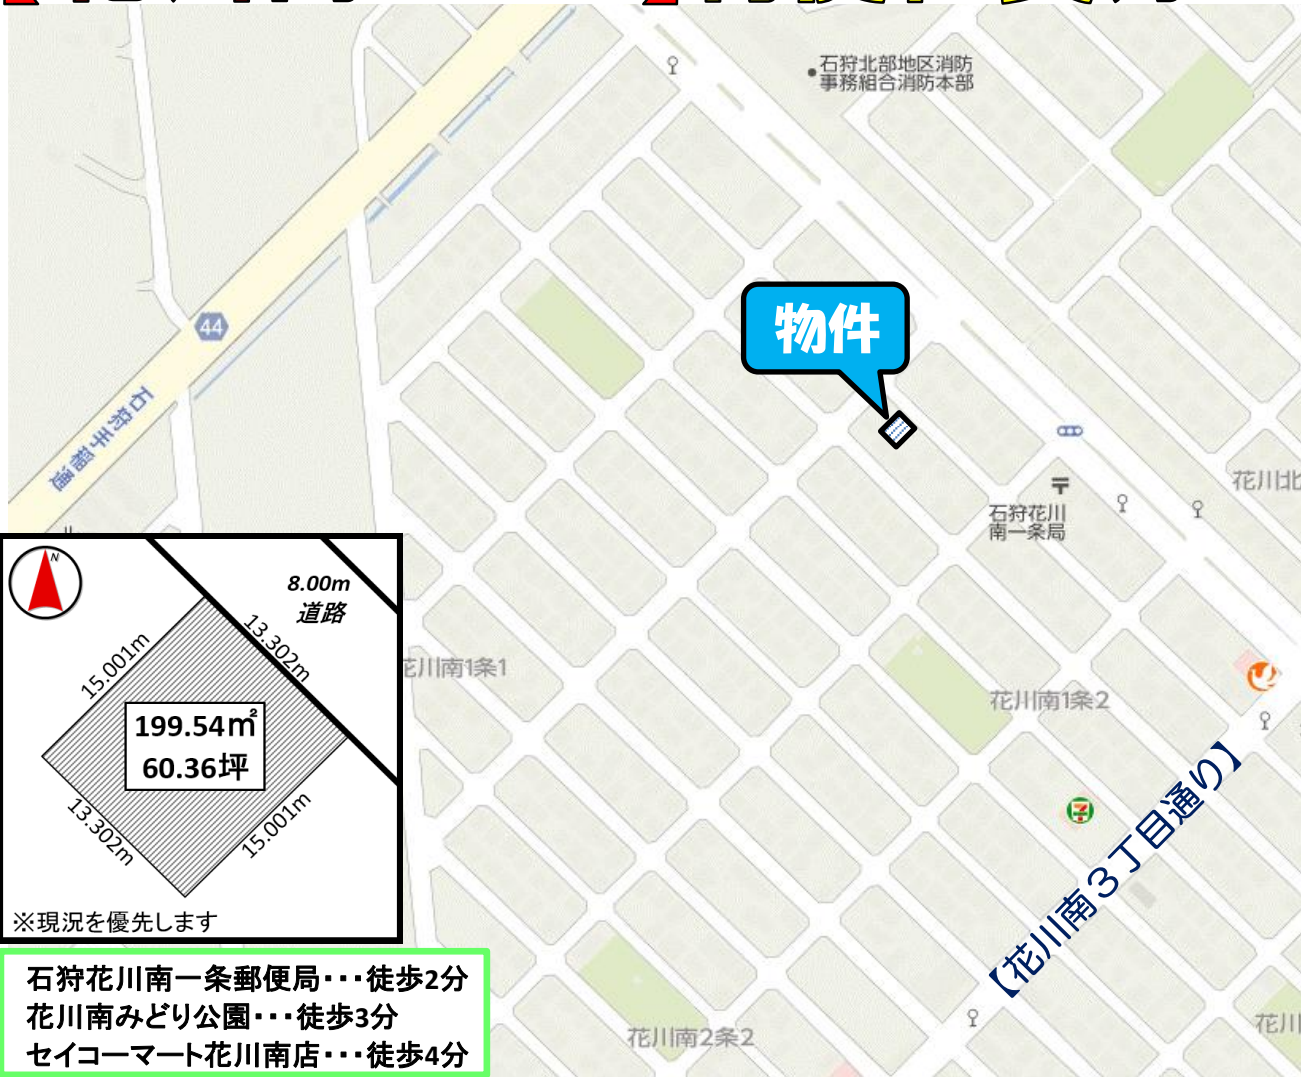 石狩北部地区消防
事務組合消防本部
物件
44
石狩手稲通
花川北
〒
石狩花川
南一条局
N
8.00m
道路
15.001m
13.302m
199.54㎡
60.36坪
13.302m
15.001m
※現況を優先します
花川南1条1
花川南1条2
7
【花川南3丁目通り】
石狩花川南一条郵便局・・・徒歩2分
花川南みどり公園・・・徒歩3分
セイコーマート花川南店・・・徒歩4分
花川南2条2
花川